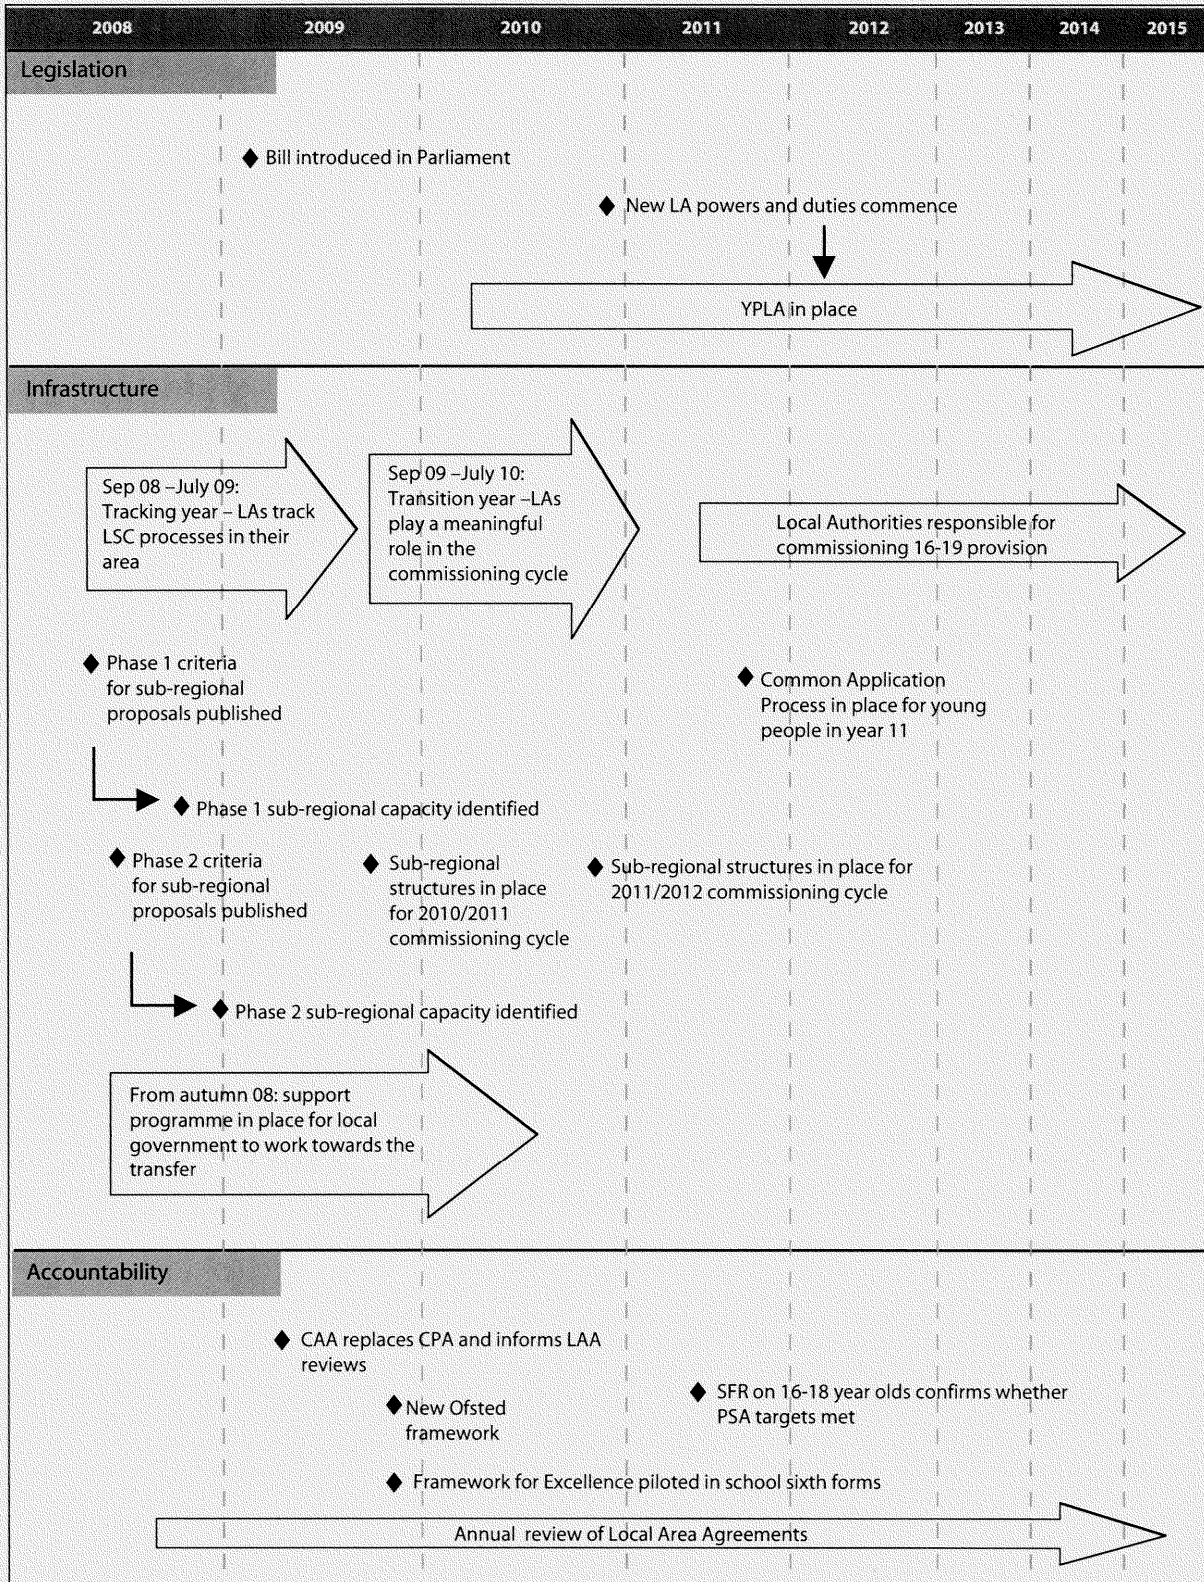 2008 2009 2010 2011 2012 2013 2014 2015
Legislation
Bill introduced in Parliament
New LA powers and duties commence
YPLA in place
Infrastructure
Sep 08 –July 09:
Tracking year – LAs track
LSC processes in their
area
Sep 09 –July 10:
Transition year –LAs
play a meaningful
role in the
commissioning cycle
Local Authorities responsible for
commissioning 16-19 provision
Phase 1 criteria
for sub-regional
proposals published
Common Application
Process in place for young
people in year 11
Phase 1 sub-regional capacity identified
Phase 2 criteria
for sub-regional
proposals published
Sub-regional
structures in place
for 2010/2011
commissioning cycle
Sub-regional structures in place for
2011/2012 commissioning cycle
Phase 2 sub-regional capacity identified
From autumn 08: support
programme in place for local
government to work towards the
transfer
Accountability
CAA replaces CPA and informs LAA
reviews
New Ofsted
framework
SFR on 16-18 year olds confirms whether
PSA targets met
Framework for Excellence piloted in school sixth forms
Annual review of Local Area Agreements